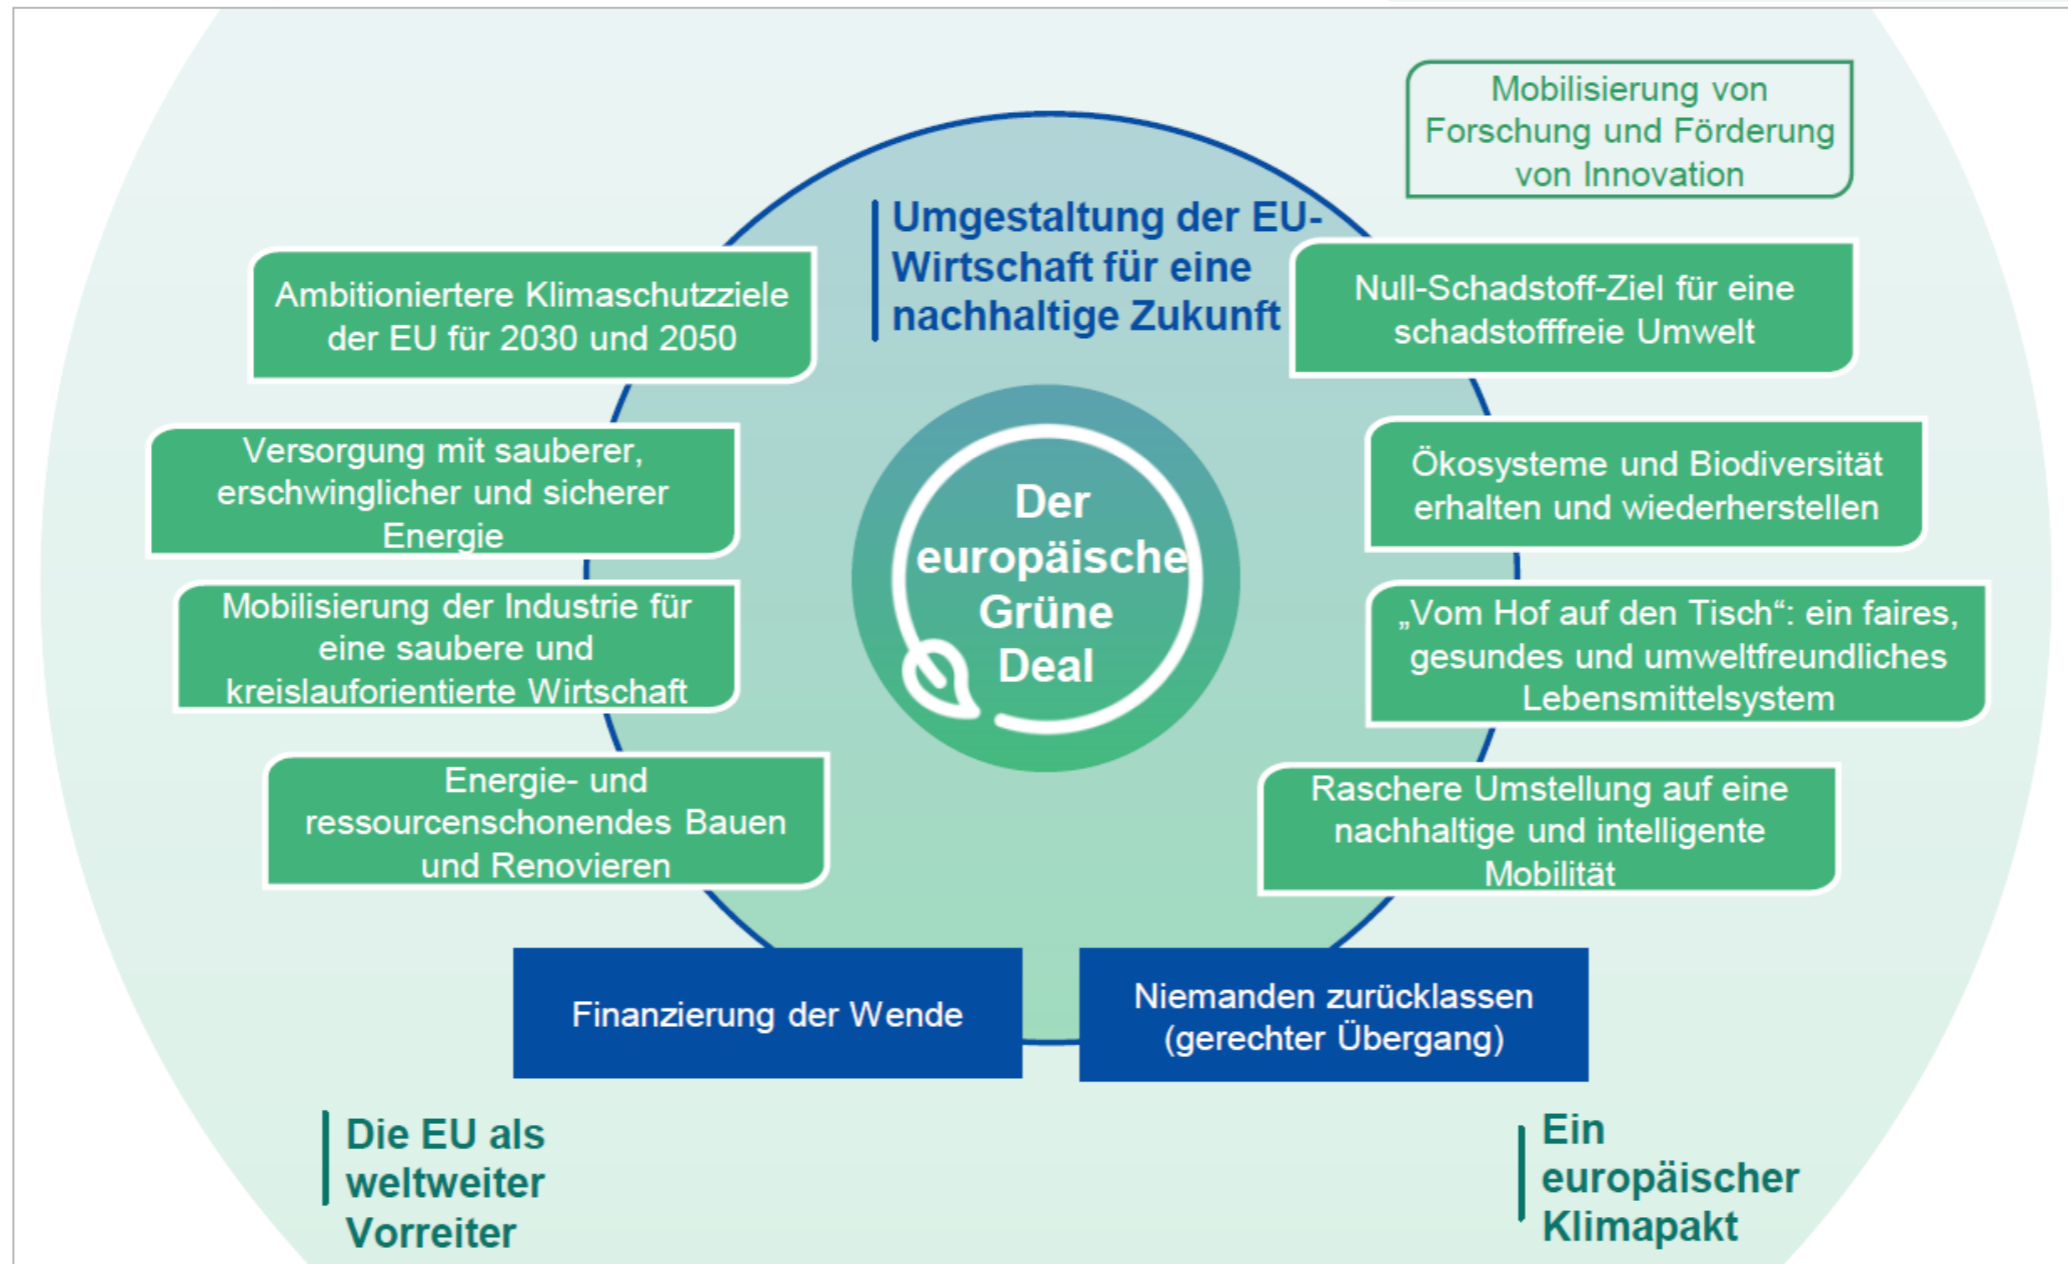 Mobilisierung von
Forschung und Förderung
von Innovation
Umgestaltung der EU-
Wirtschaft für eine
nachhaltige Zukunft
Ambitioniertere Klimaschutzziele
der EU für 2030 und 2050
Versorgung mit sauberer,
erschwinglicher und sicherer
Energie
Mobilisierung der Industrie für
eine saubere und
kreislauforientierte Wirtschaft
Energie- und
ressourcenschonendes Bauen
und Renovieren
Der
europäische
Grüne
Deal
Null-Schadstoff-Ziel für eine
schadstofffreie Umwelt
Ökosysteme und Biodiversität
erhalten und wiederherstellen
„Vom Hof auf den Tisch“: ein faires,
gesundes und umweltfreundliches
Lebensmittelsystem
Raschere Umstellung auf eine
nachhaltige und intelligente
Mobilität
Finanzierung der Wende
Niemanden zurücklassen
(gerechter Übergang)
Die EU als
weltweiter
Vorreiter
Ein
europäischer
Klimapakt